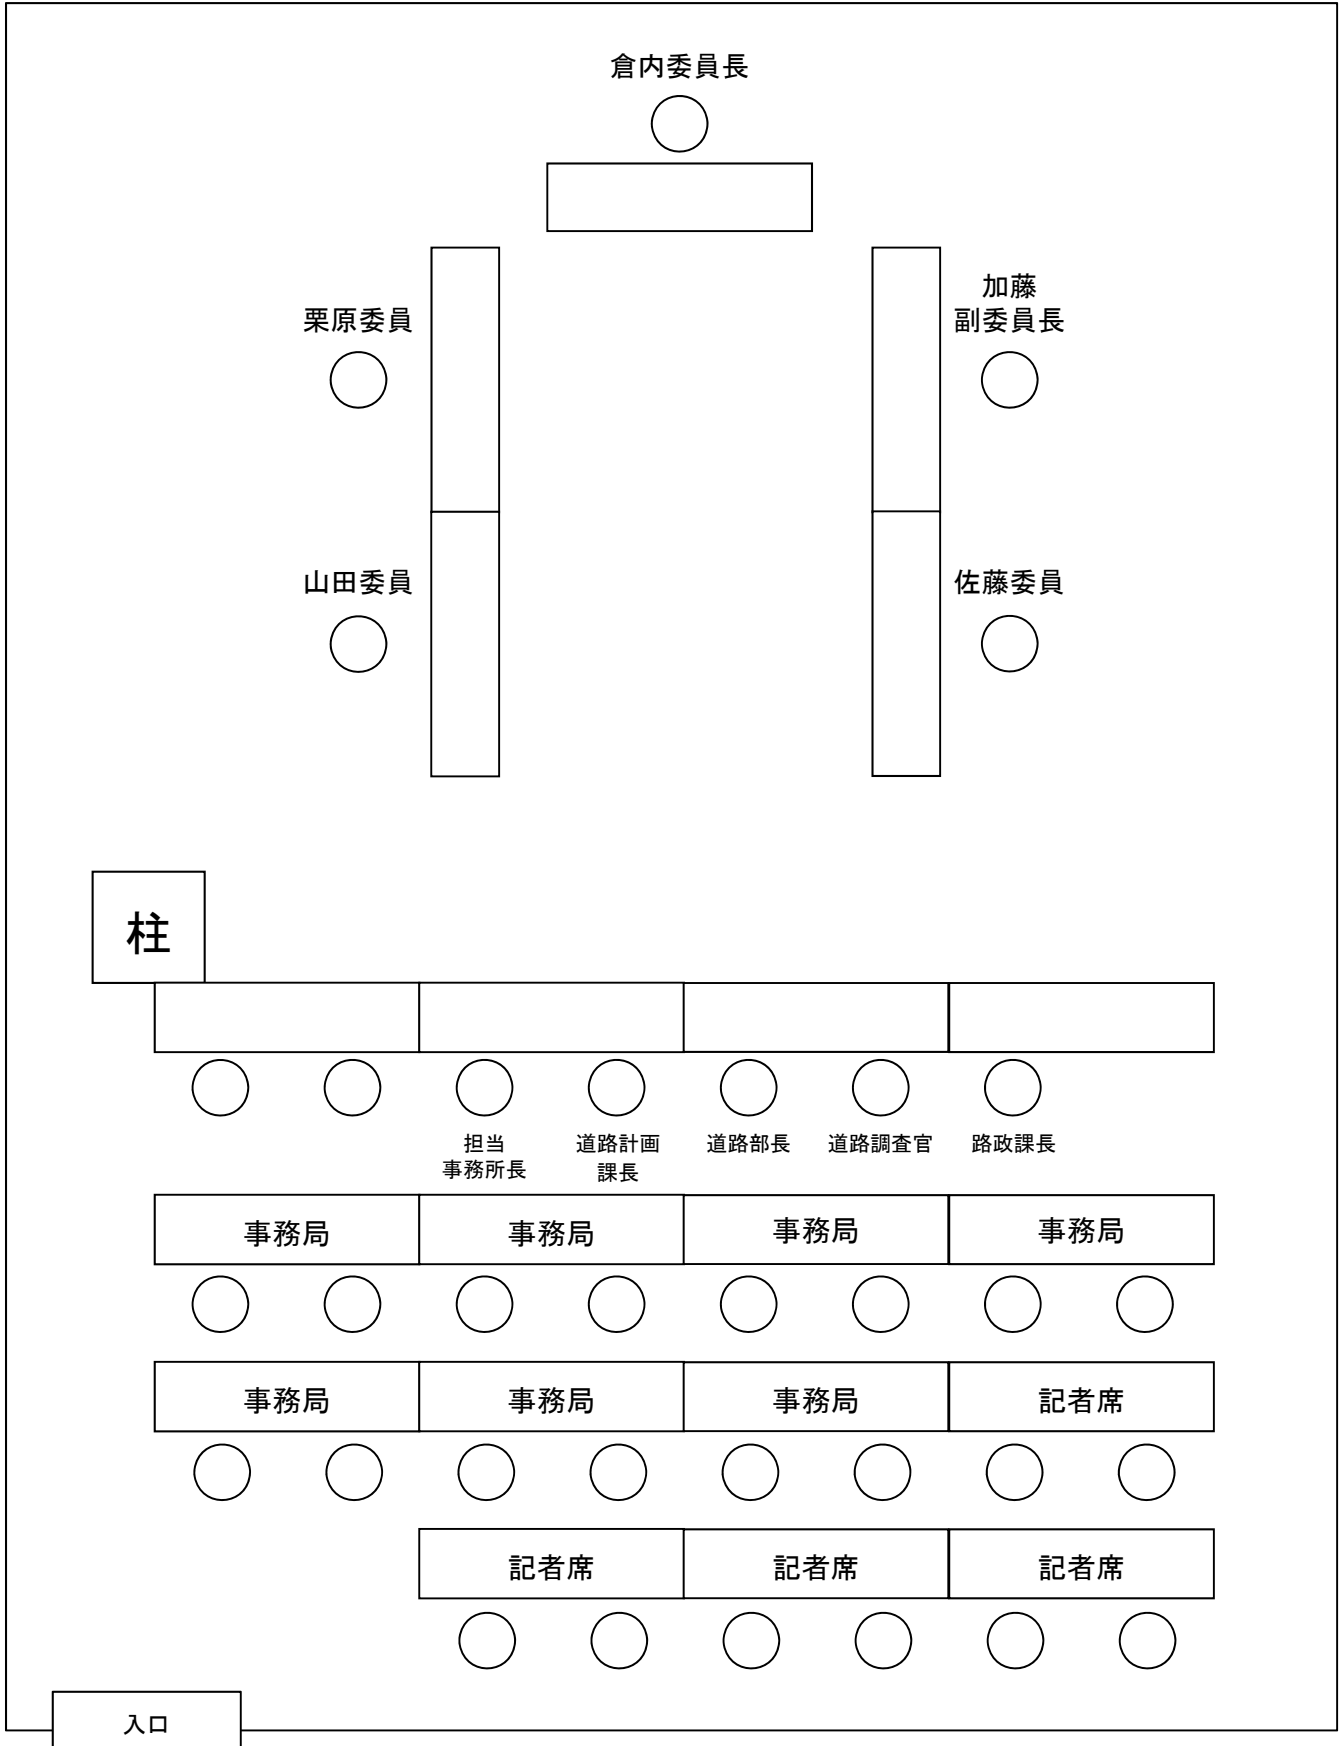 倉内委員長
加藤
栗原委員
副委員長
山田委員
佐藤委員
柱
担当
事務所長
道路計画
課長
道路部長
道路調査官
路政課長
事務局
事務局
事務局
事務局
事務局
事務局
事務局
記者席
記者席
記者席
記者席
入口